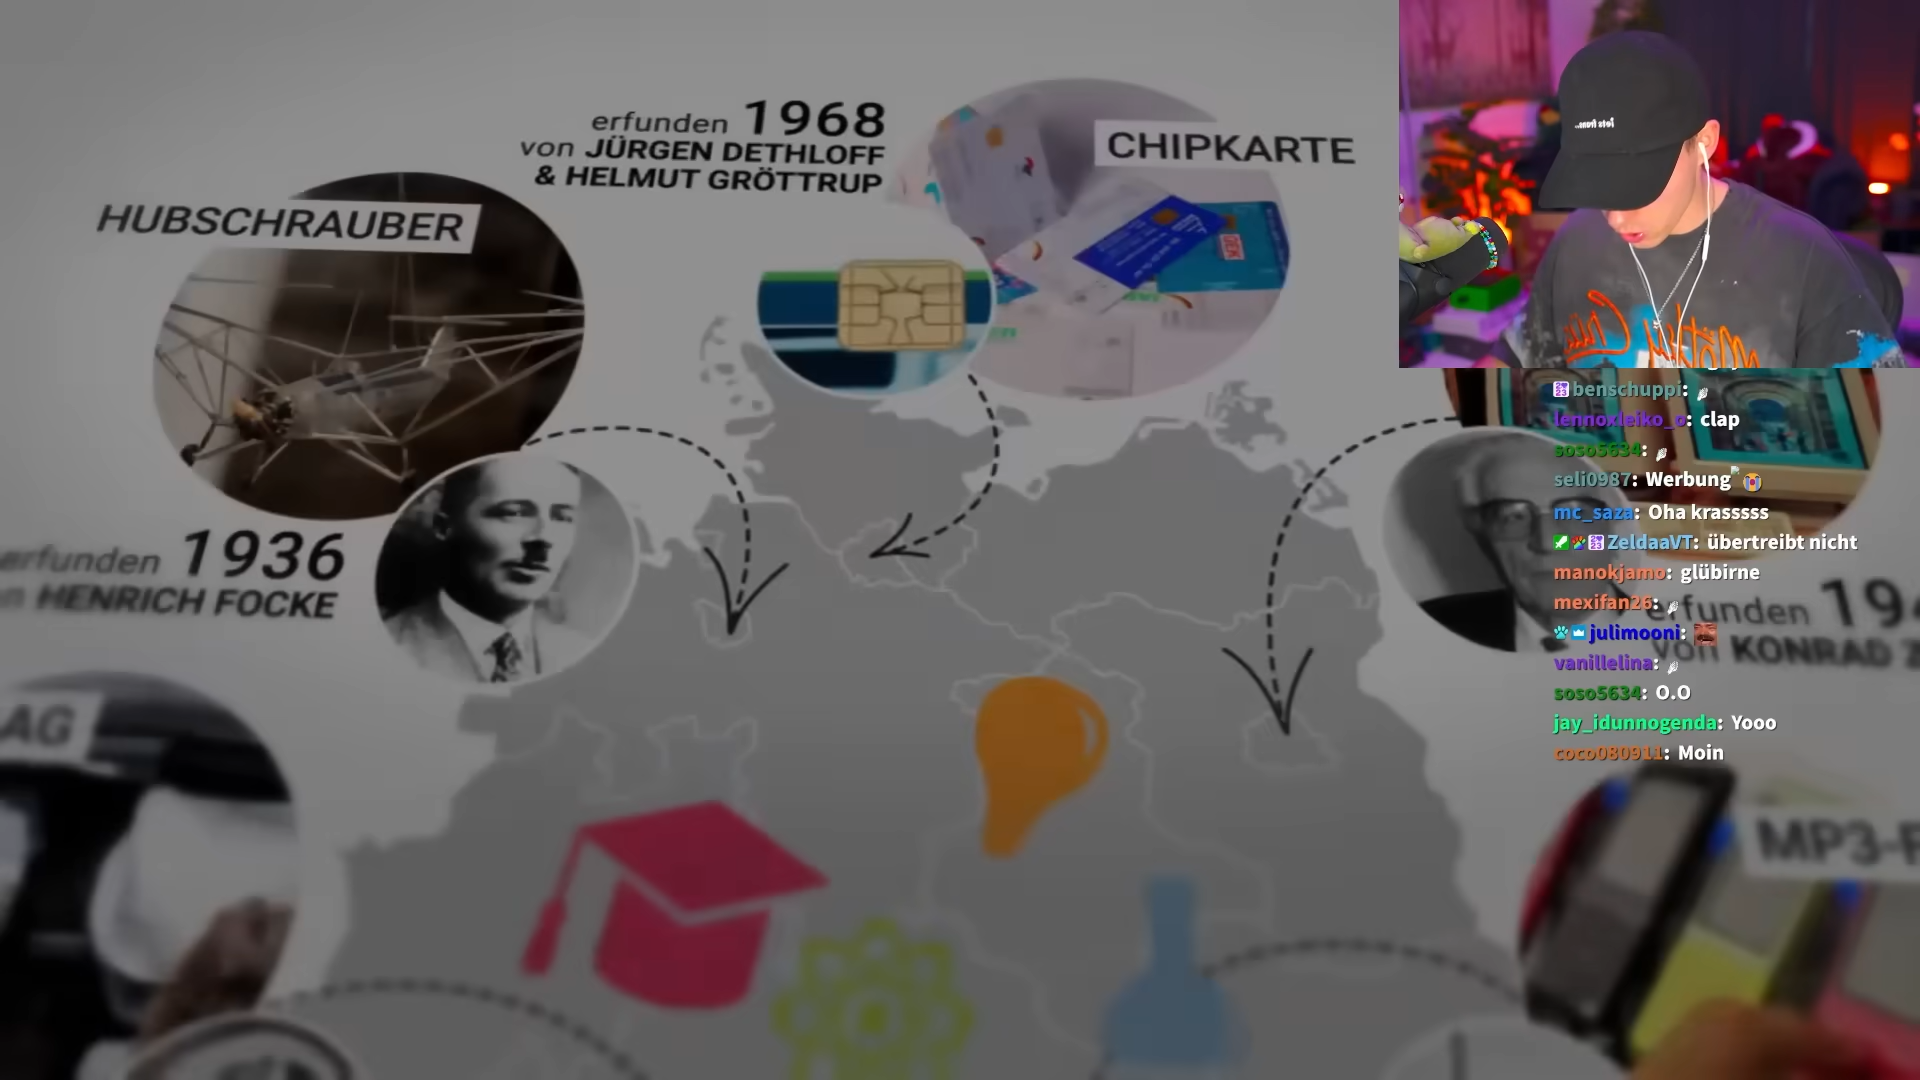 erfunden 1968
von JÜRGEN DETHLOFF
& HELMUT GRÖTTRUP
CHIPKARTE
HUBSCHRAUBER
erfunden 1936
HENRICH FOCKE
erfunden
von KONRAD
MP3-
benschuppi:
lennoxleiko_o: clap
soso5634:
seli0987: Werbung
mc_saza: Oha krasssss
ZeldaaVT: übertreibt nicht
manokjamo: glübirne
mexifan26:
julimooni:
vanillelina:
soso5634: O.O
jay_idunnogenda: Yooo
coco080911: Moin